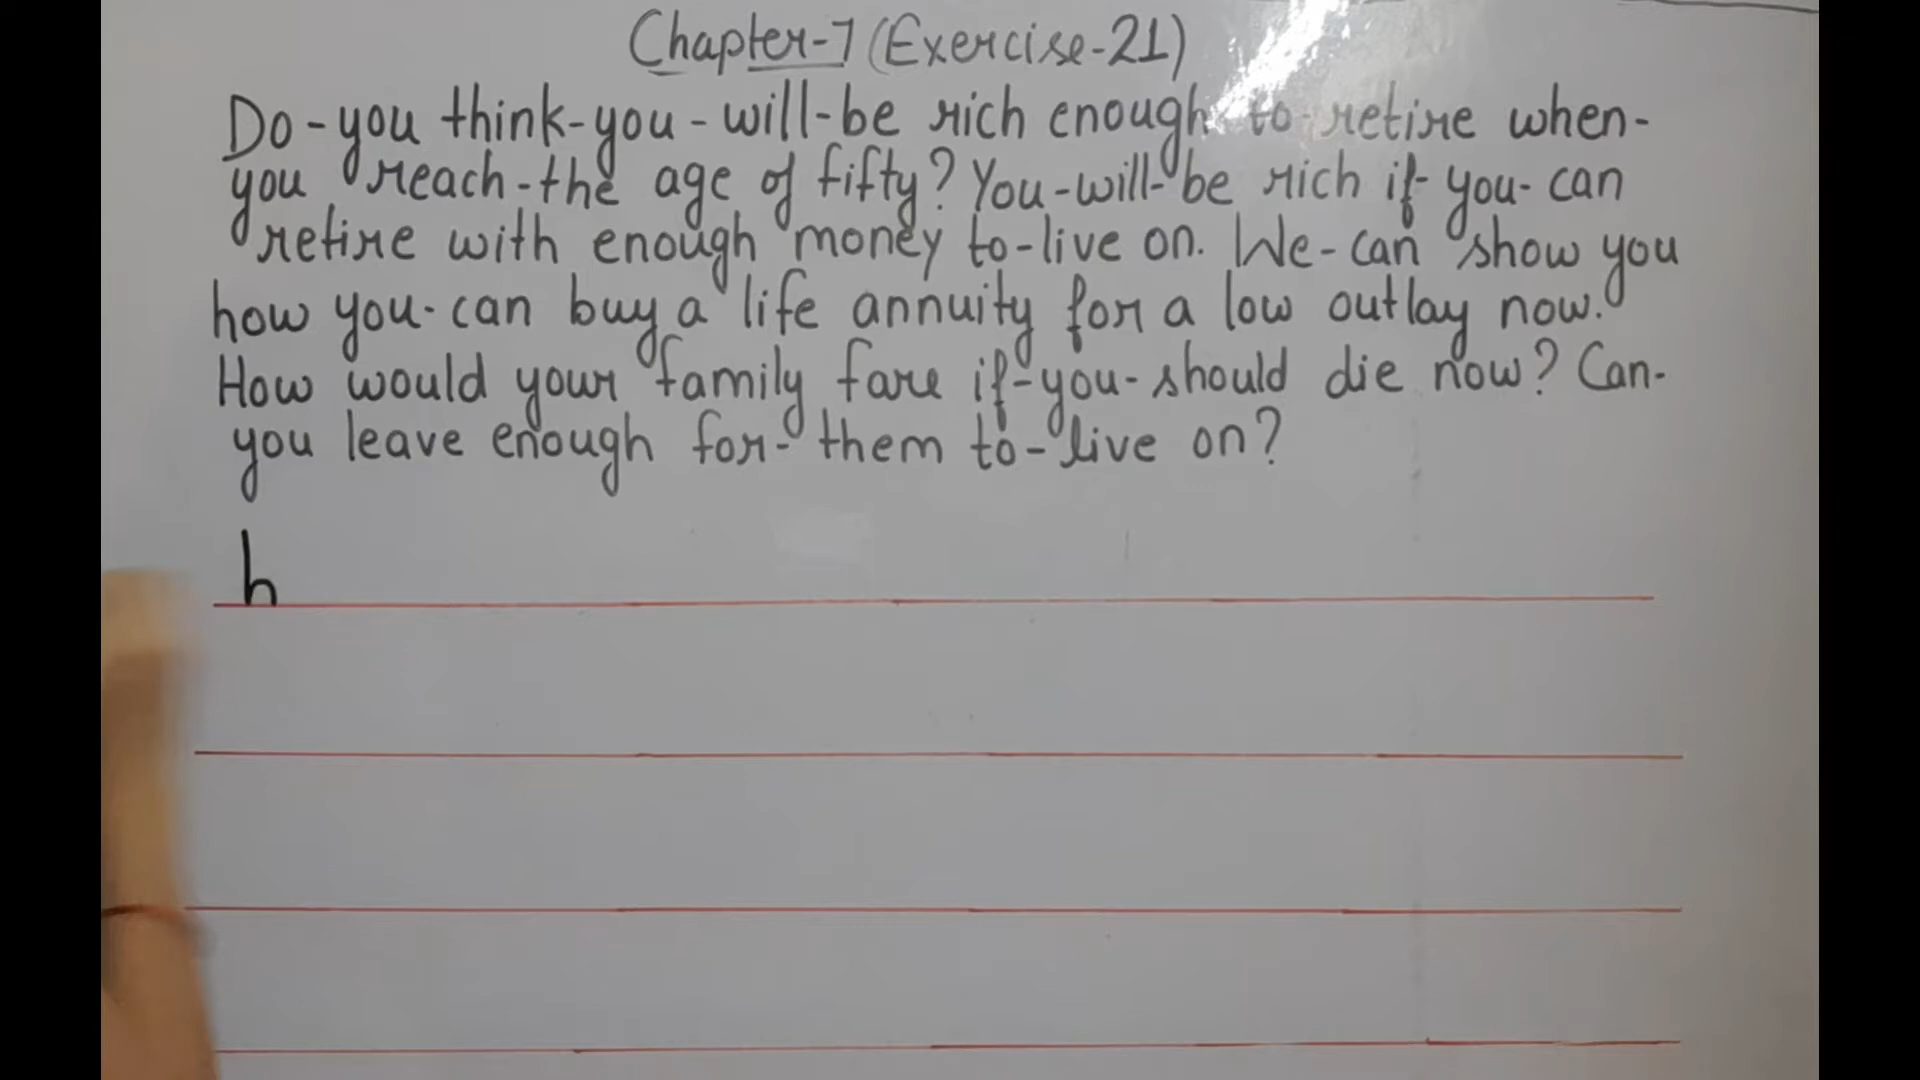 Chapter-7 (Exercise-21)
Do-you think-you-will-be rich enough to-retire when-
you reach-the age of fifty? You-will-be rich if-you-can
retire with enough money to-live on. We-can show you
how you-can buy a life annuity for a low outlay now.
How would your family fare if-you-should die now? Can-
you leave enough for-them to-live on?